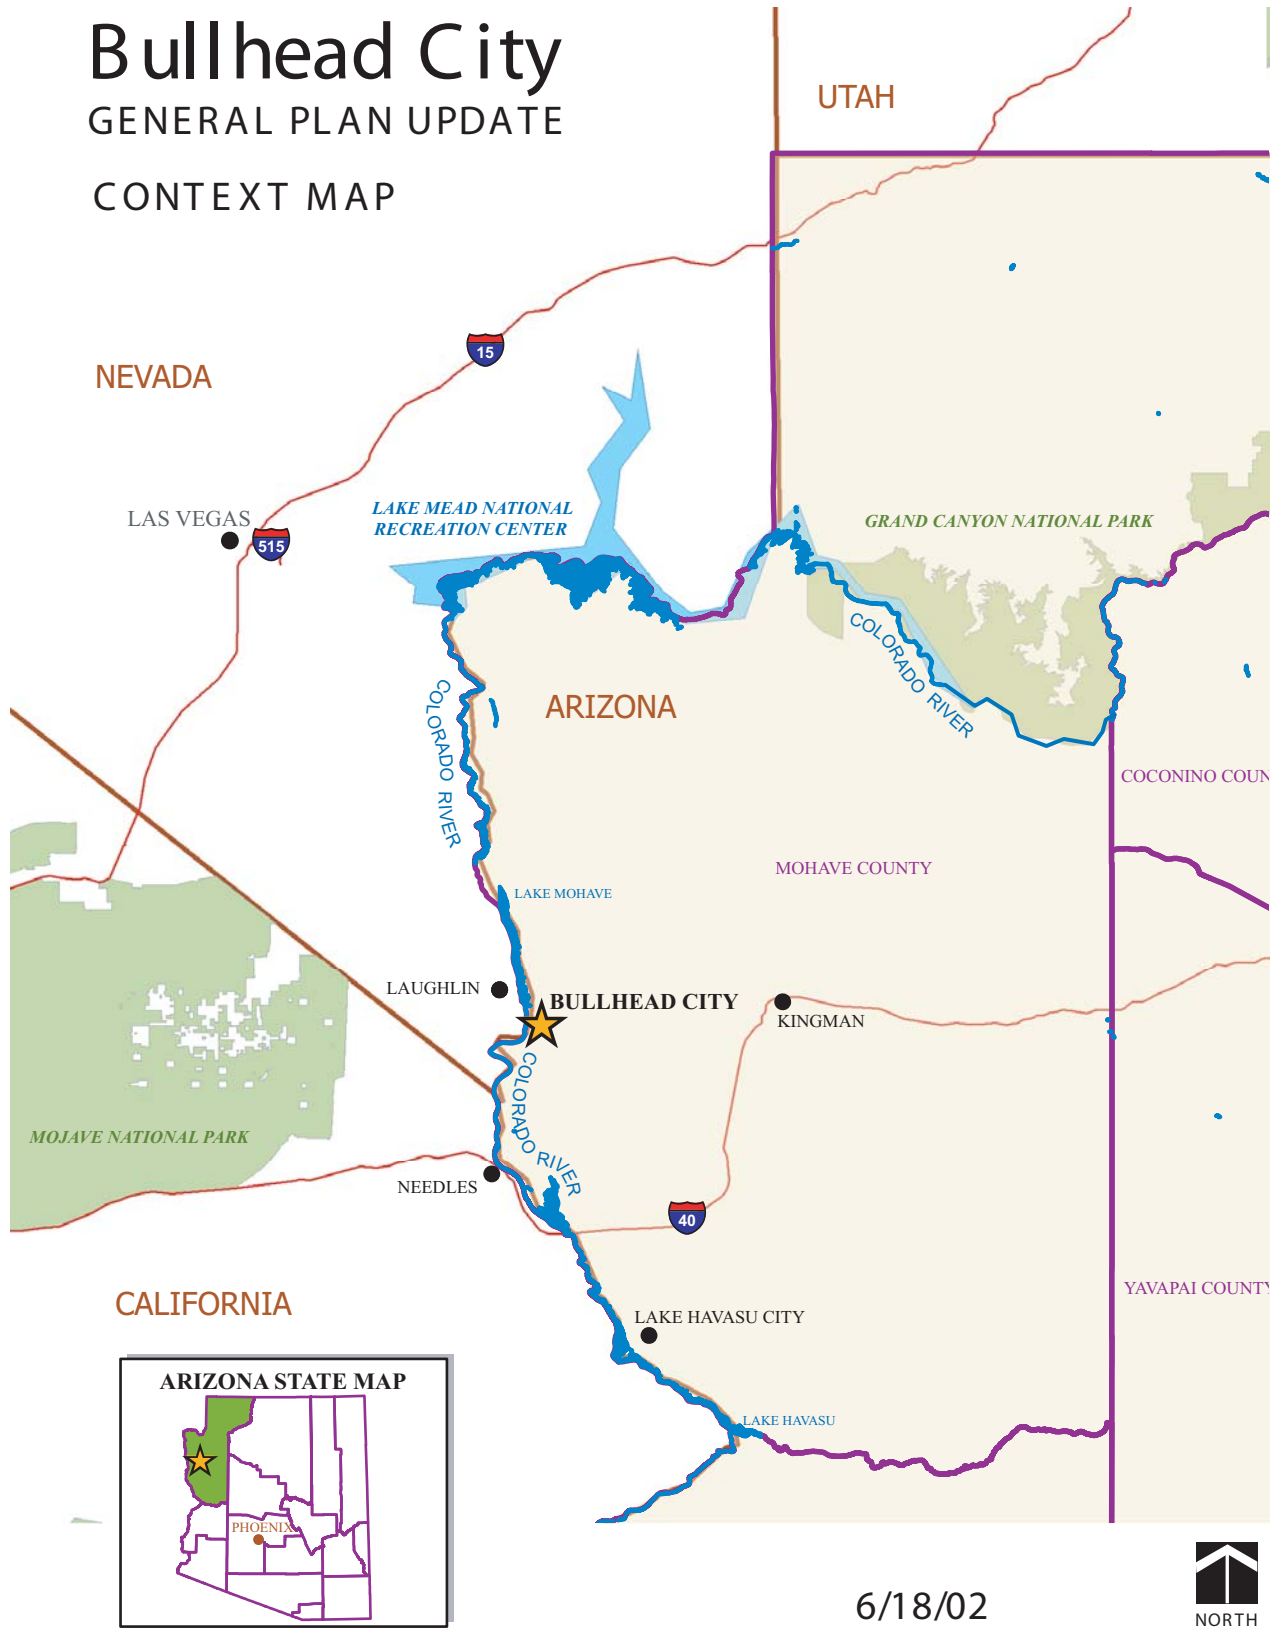 Bullhead City
GENERAL PLAN UPDATE
CONTEXT MAP
UTAH
15
NEVADA
LAS VEGAS
515
LAKE MEAD NATIONAL
RECREATION CENTER
GRAND CANYON NATIONAL PARK
COLORADO RIVER
COLORADO RIVER
ARIZONA
COCONINO COUN
MOHAVE COUNTY
LAKE MOHAVE
LAUGHLIN
BULLHEAD CITY
KINGMAN
COLORADO RIVER
MOJAVE NATIONAL PARK
NEEDLES
40
YAVAPAI COUNTY
CALIFORNIA
LAKE HAVASU CITY
LAKE HAVASU
ARIZONA STATE MAP
PHOENIX
6/18/02
NORTH